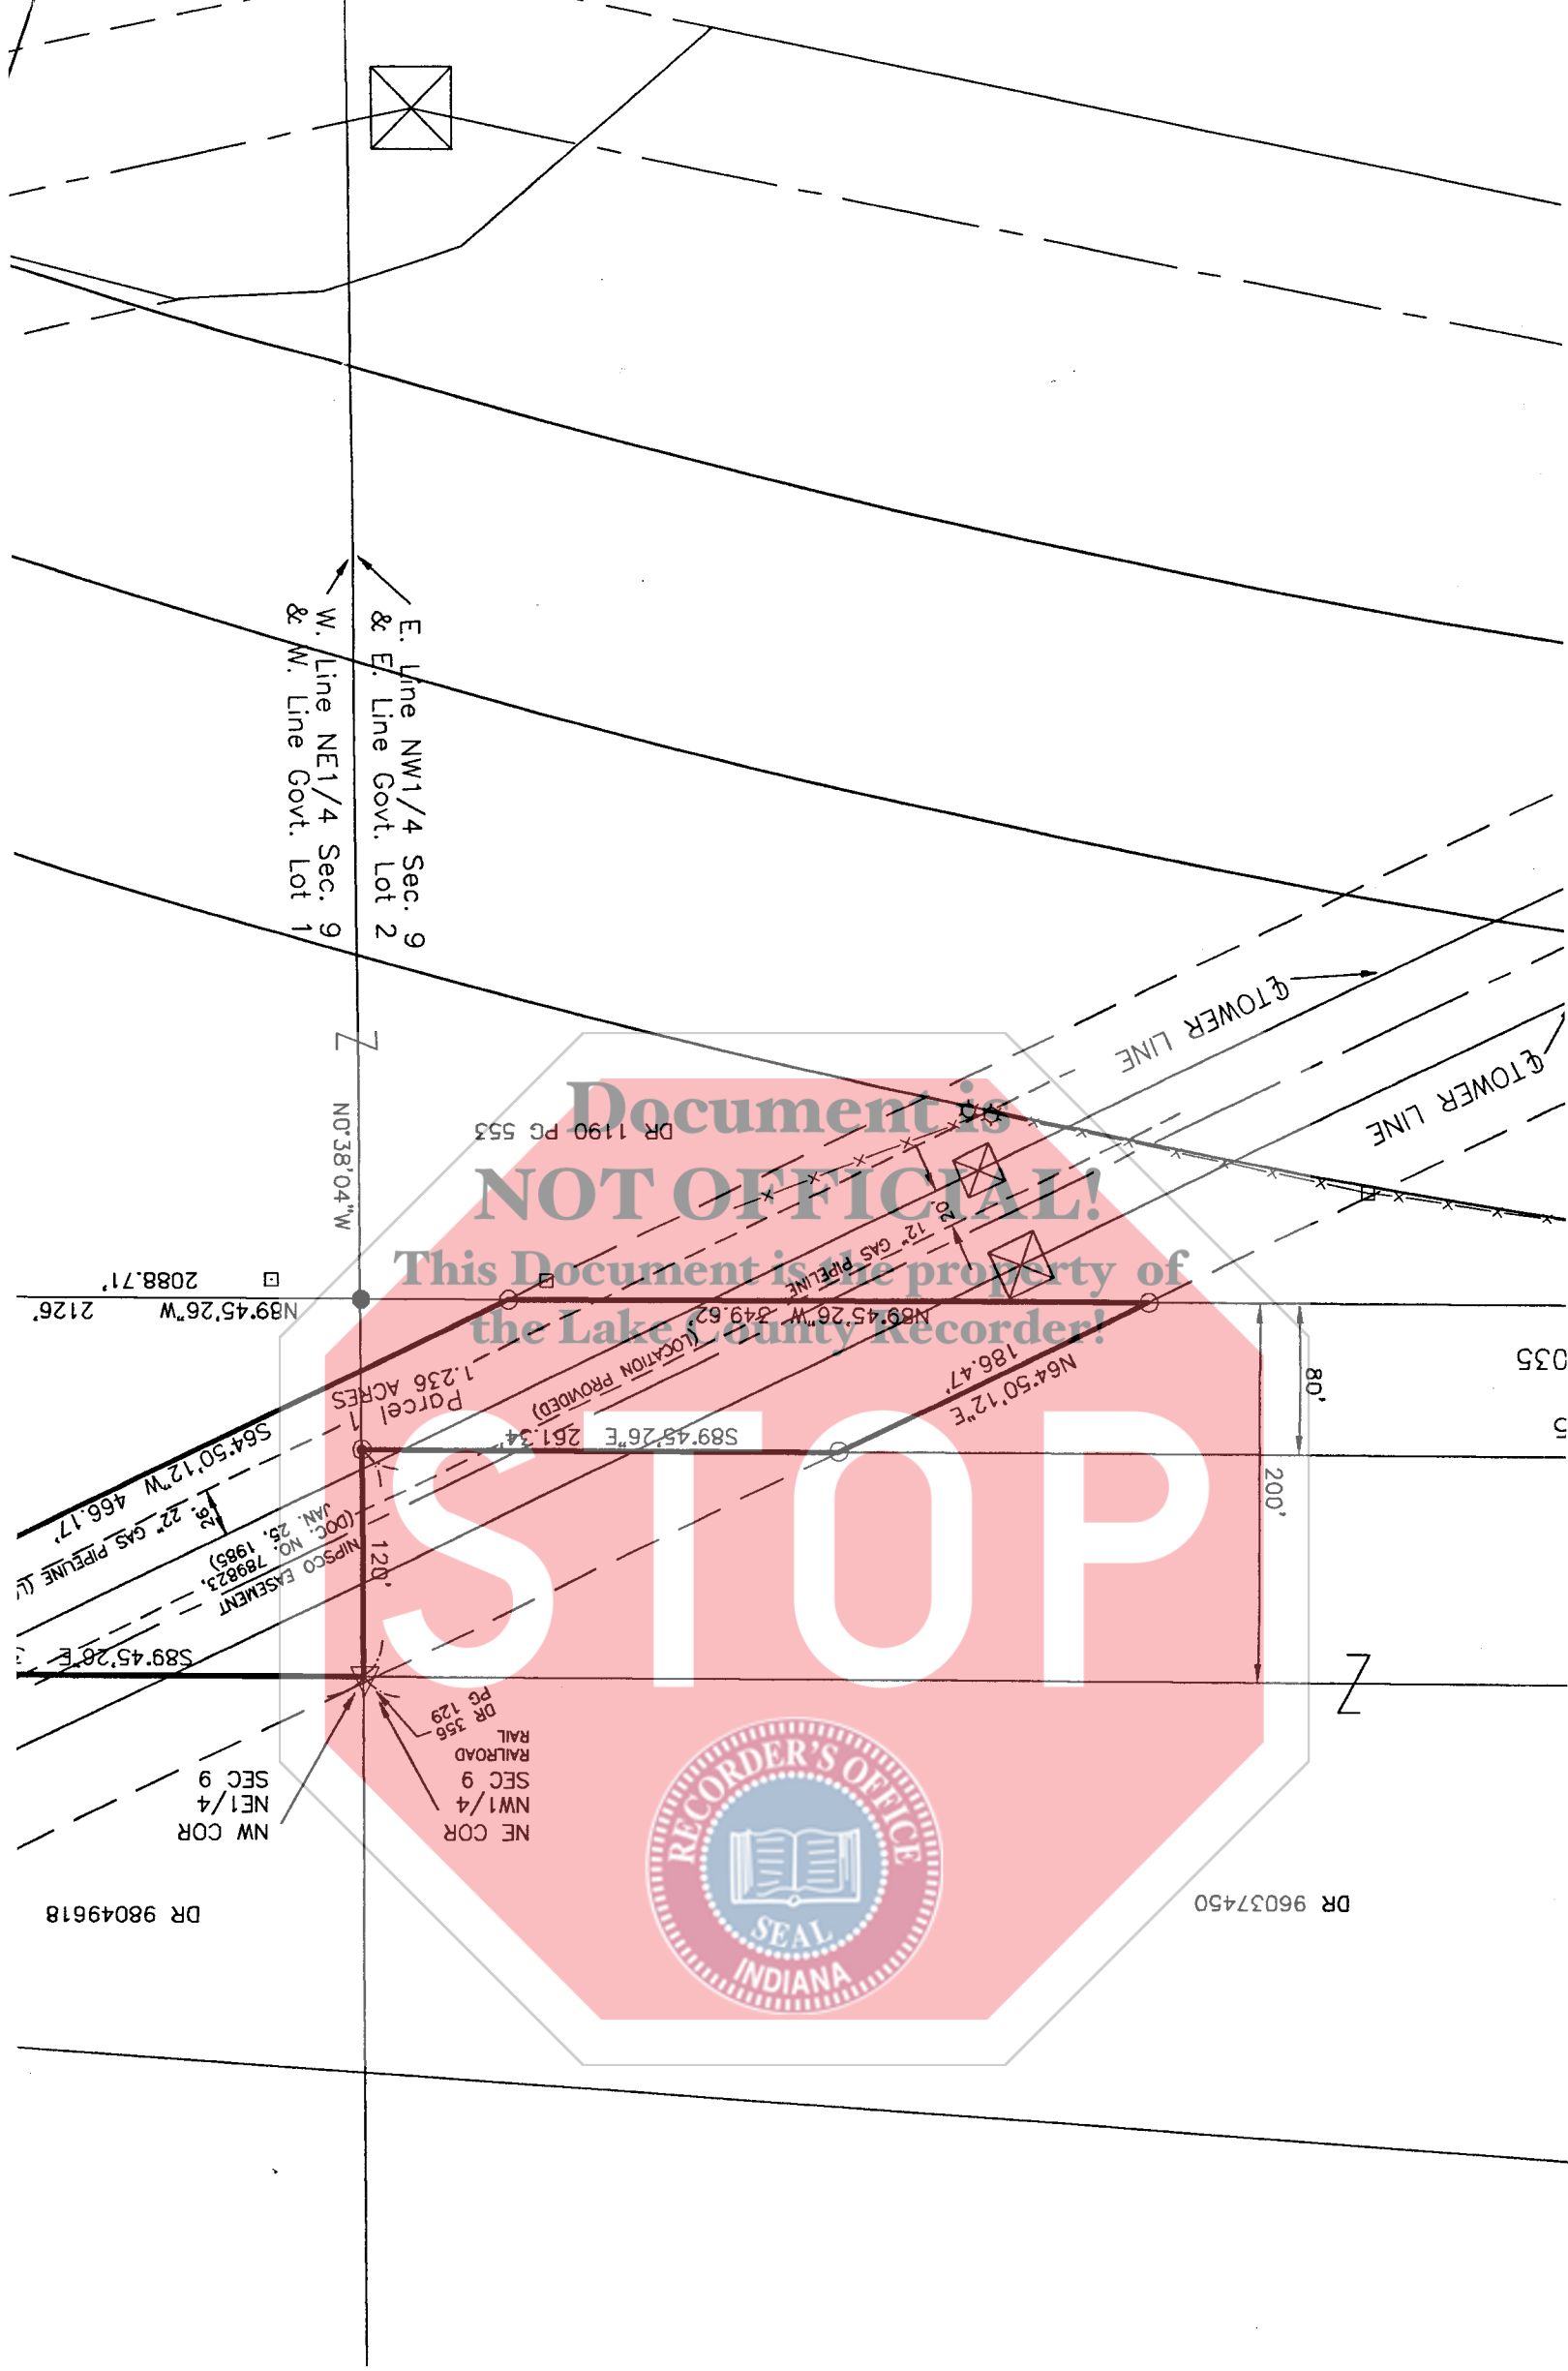 E. Line NW1/4 Sec. 9
& E. Line Govt. Lot 2
W. Line NE1/4 Sec. 9
& W. Line Govt. Lot 1
℄ TOWER LINE
℄ TOWER LINE
N0°38'04"W
DR 1190 PG 553
Document is
NOT OFFICIAL!
This Document is the property of
the Lake County Recorder!
STOP
20'
12" GAS PIPELINE
(LOCATION PROVIDED)
2088.71'
N89°45'26"W 2126'
N89°45'26"W 349.62'
N64°50'12"E
186.47'
80'
200'
035
5
Parcel 1
1.236 ACRES
S89°45'26"E 261.34'
S64°50'12"W 466.17'
26'
22" GAS PIPELINE
NIPSCO EASEMENT
(DOC. NO. 789823,
JAN. 25, 1985)
120'
S89°45'26"E
DR 356
PG 129
NW COR
NE1/4
SEC 9
NE COR
NW1/4
SEC 9
RAILROAD
RAIL
DR 98049618
DR 96037450
RECORDER'S OFFICE
SEAL
INDIANA